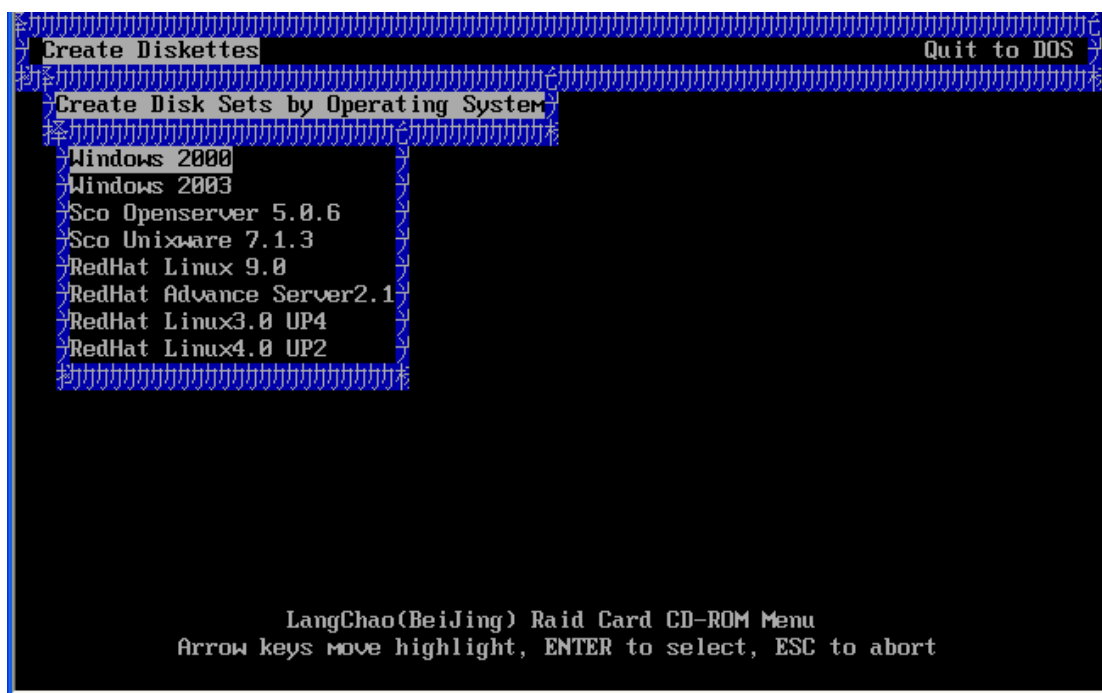 Create Diskettes Quit to DOS
Create Disk Sets by Operating System
Windows 2000
Windows 2003
Sco Openserver 5.0.6
Sco Unixware 7.1.3
RedHat Linux 9.0
RedHat Advance Server2.1
RedHat Linux3.0 UP4
RedHat Linux4.0 UP2
LangChao(BeiJing) Raid Card CD-ROM Menu
Arrow keys move highlight, ENTER to select, ESC to abort